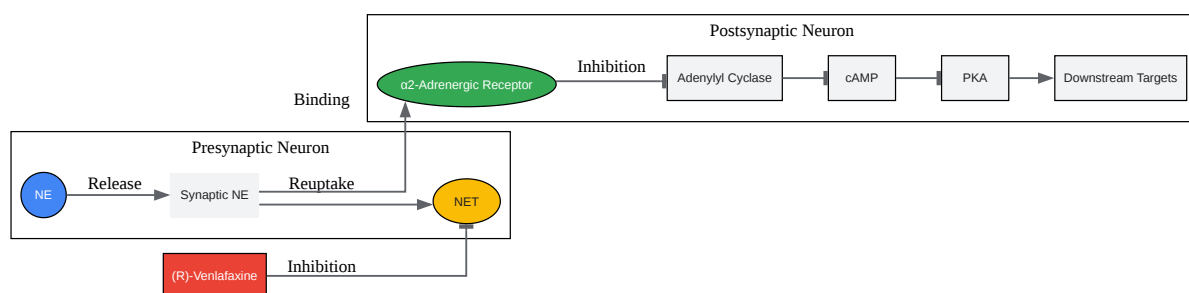 Postsynaptic Neuron
α2-Adrenergic Receptor
Inhibition
Adenylyl Cyclase
cAMP
PKA
Downstream Targets
Binding
Presynaptic Neuron
NE
Release
Synaptic NE
Reuptake
NET
(R)-Venlafaxine
Inhibition